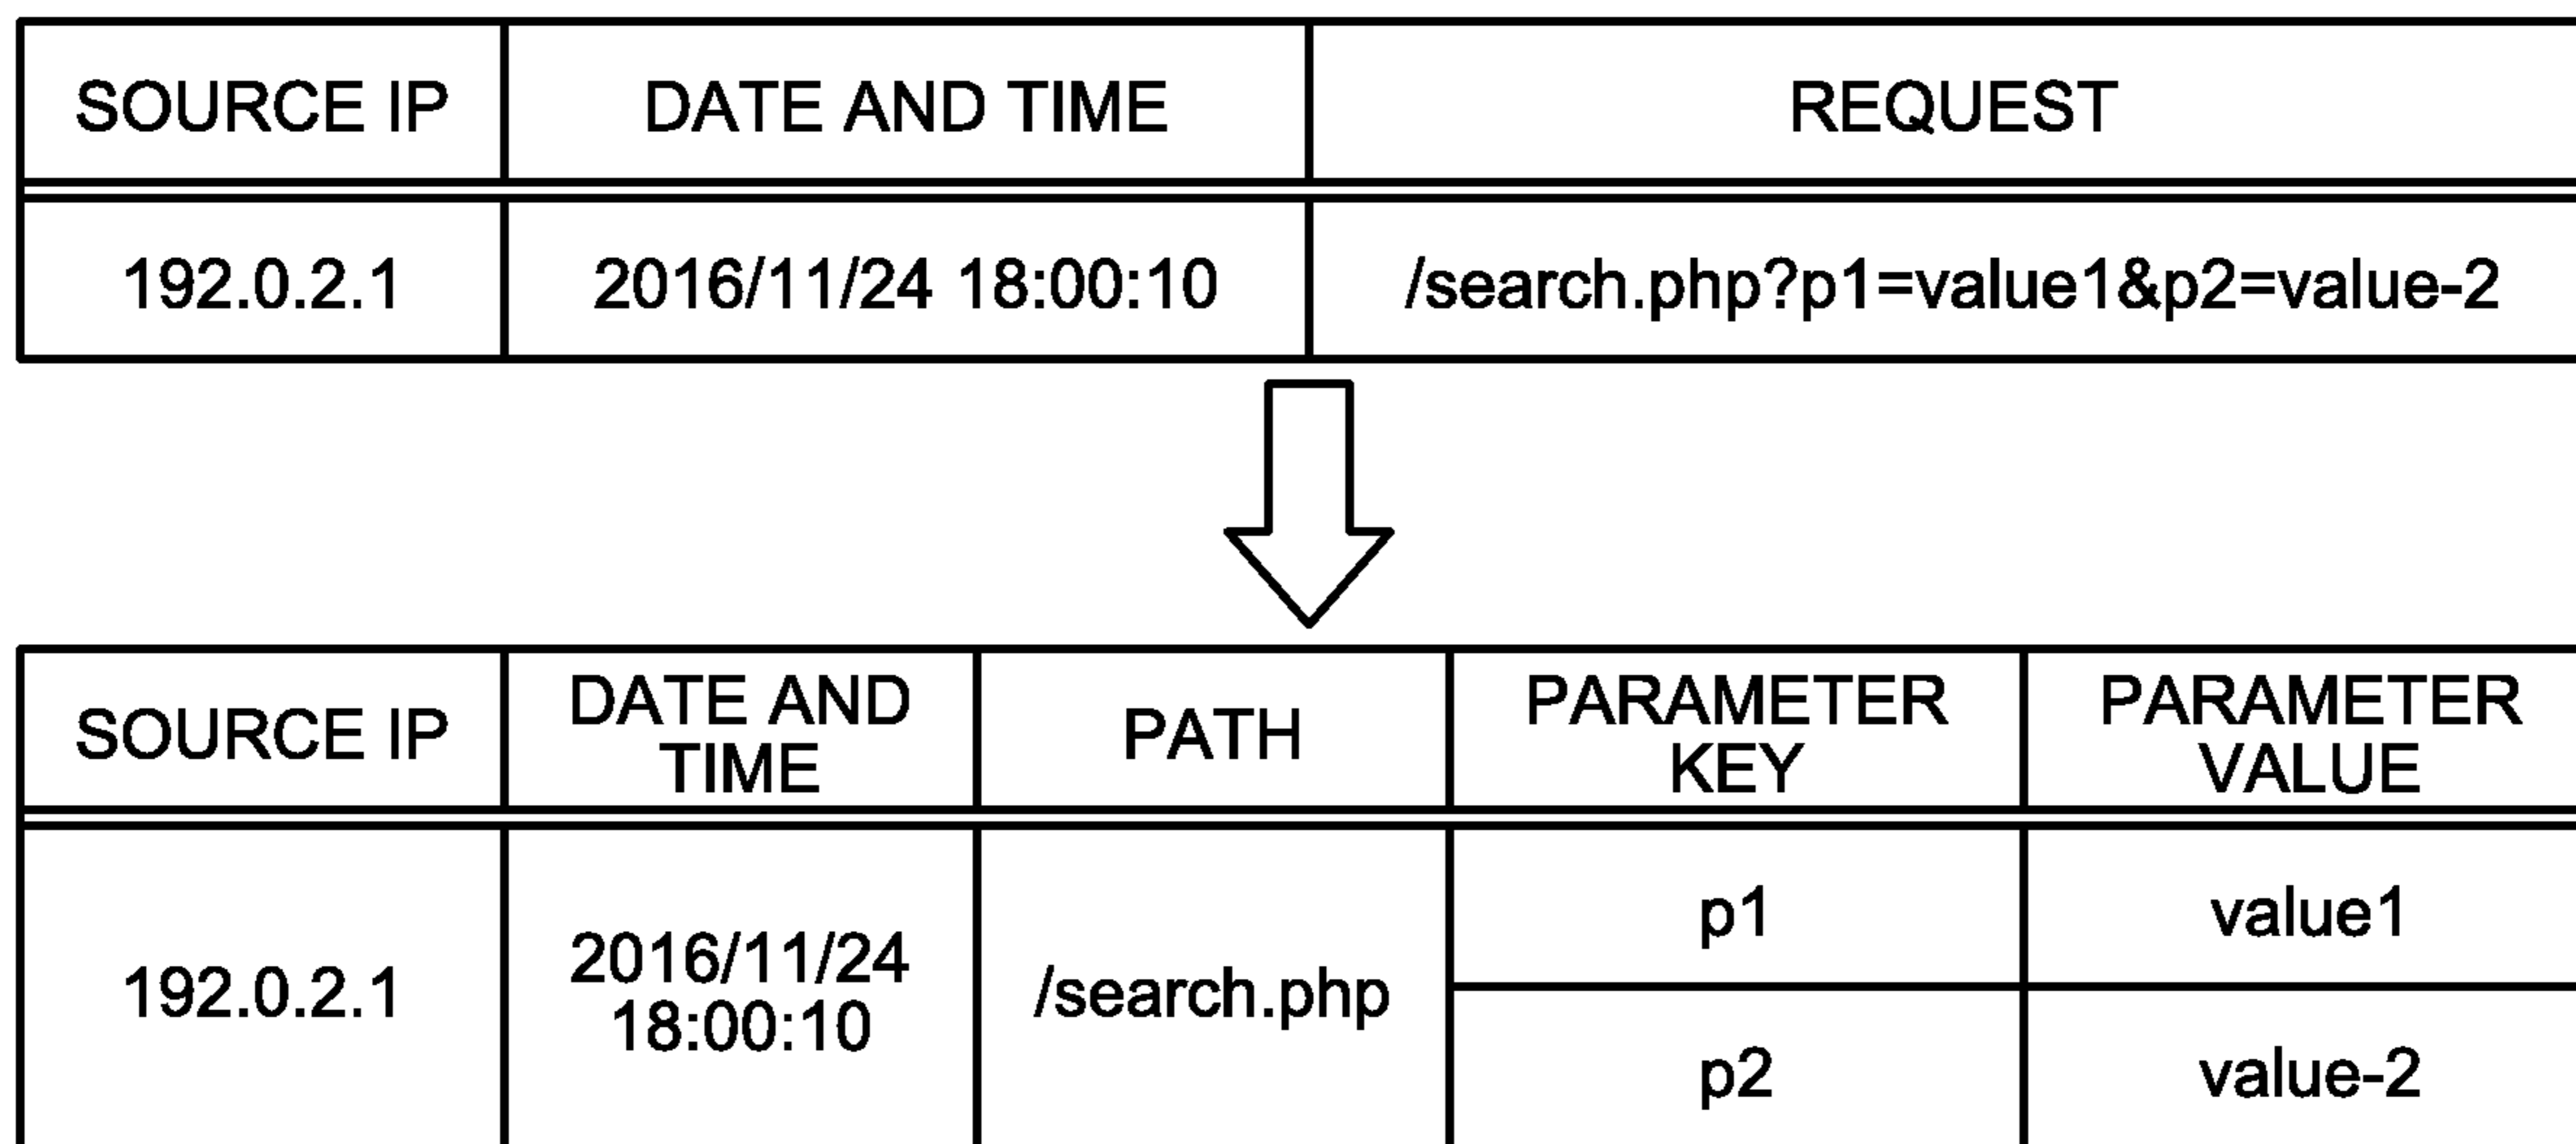 SOURCE IP
DATE AND TIME
REQUEST
192.0.2.1
2016/11/24 18:00:10
/search.php?p1=value1&p2=value-2
SOURCE IP
DATE AND
TIME
PATH
PARAMETER
KEY
PARAMETER
VALUE
192.0.2.1
2016/11/24
18:00:10
/search.php
p1
value1
p2
value-2